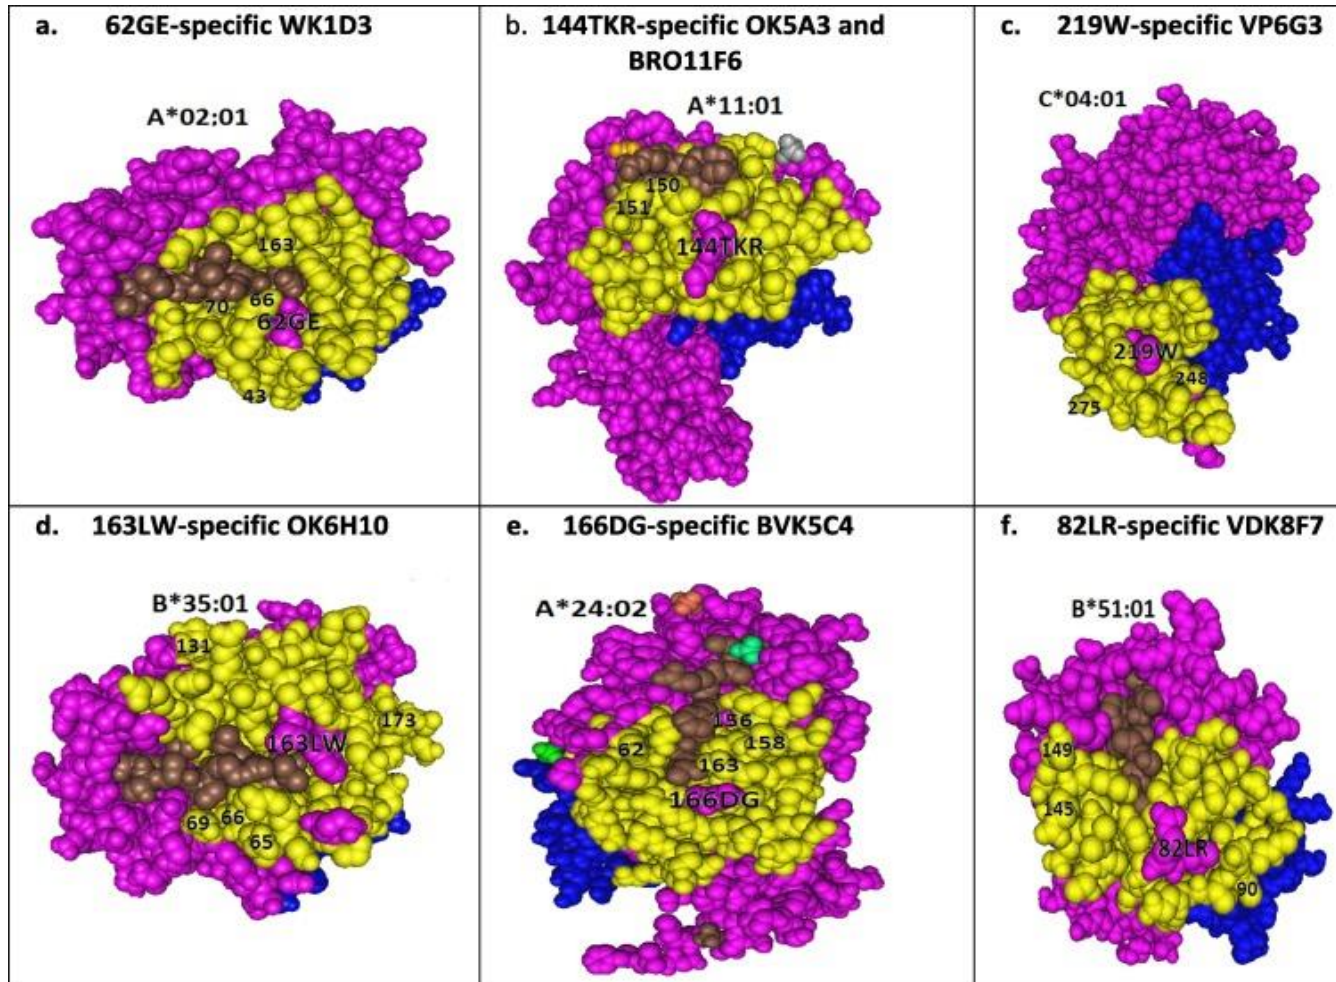 a. 62GE-specific WK1D3
A*02:01
163
70
66
62GE
43
b. 144TKR-specific OK5A3 and
BRO11F6
A*11:01
150
151
144TKR
c. 219W-specific VP6G3
C*04:01
219W
248
275
d. 163LW-specific OK6H10
B*35:01
131
173
163LW
69
66
65
e. 166DG-specific BVK5C4
A*24:02
156
62
158
163
166DG
f. 82LR-specific VDK8F7
B*51:01
149
145
82LR
90